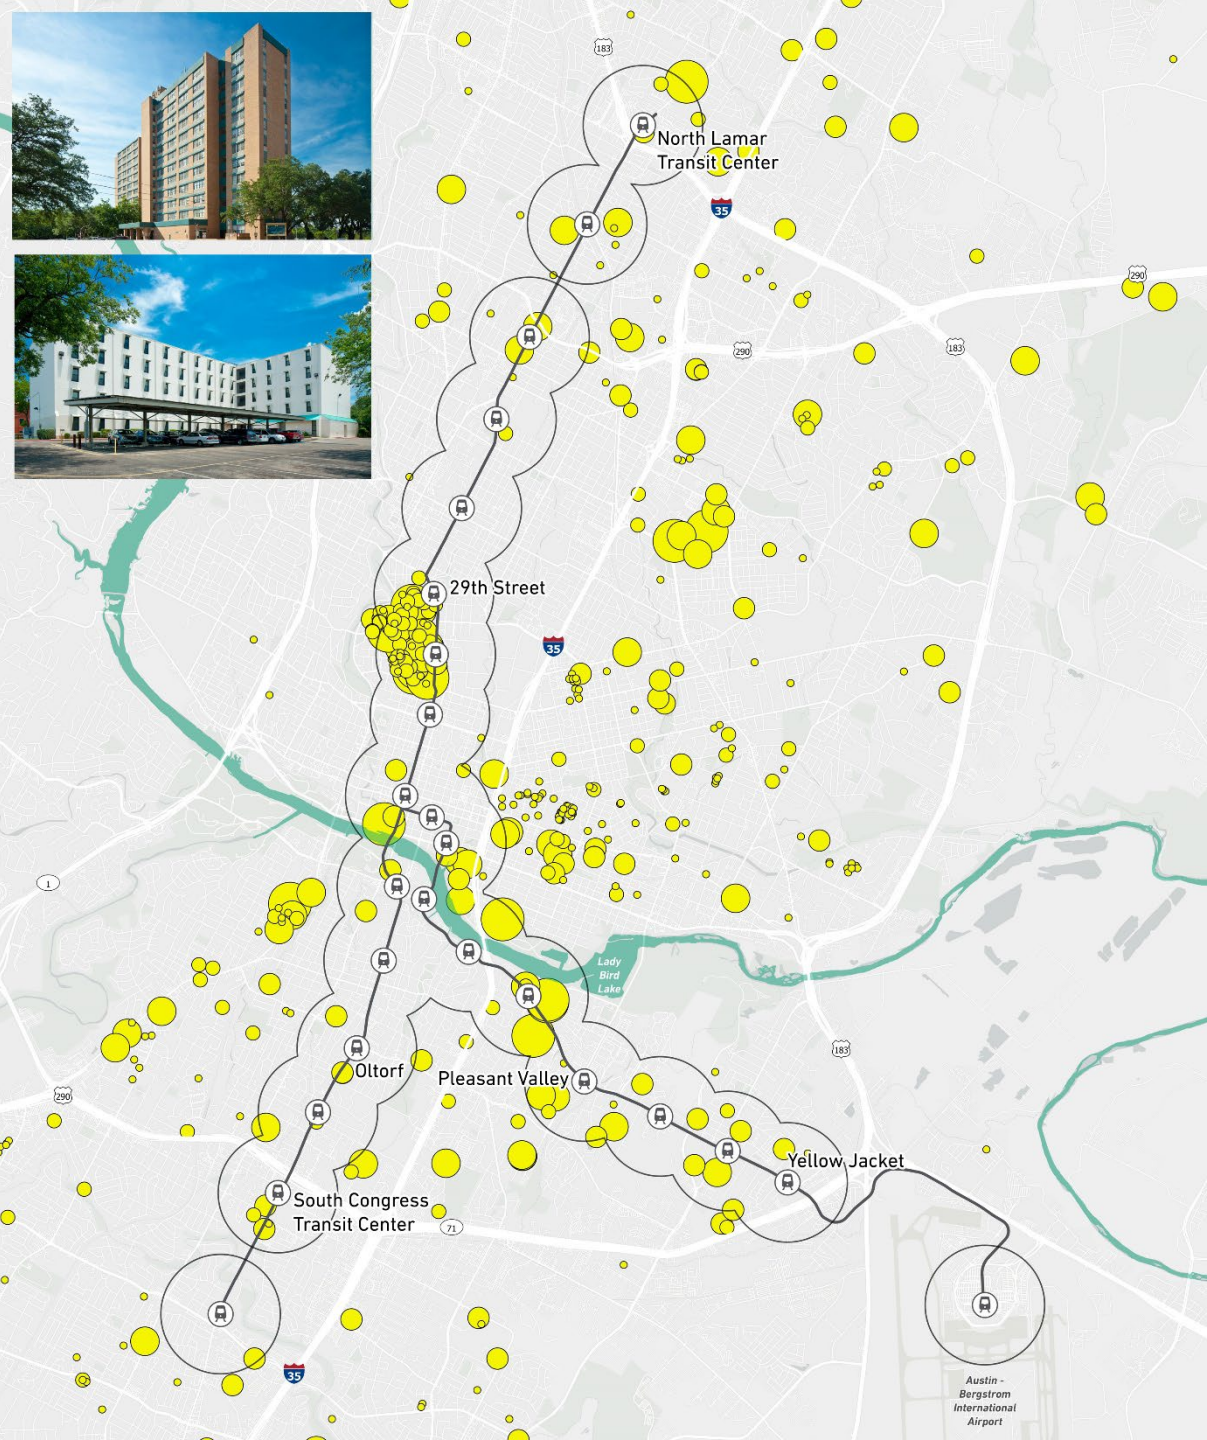 183
North Lamar
Transit Center
35
290
290
183
29th Street
35
1
Lady
Bird
Lake
183
Oltorf
Pleasant Valley
290
Yellow Jacket
South Congress
Transit Center
71
35
Austin -
Bergstrom
International
Airport